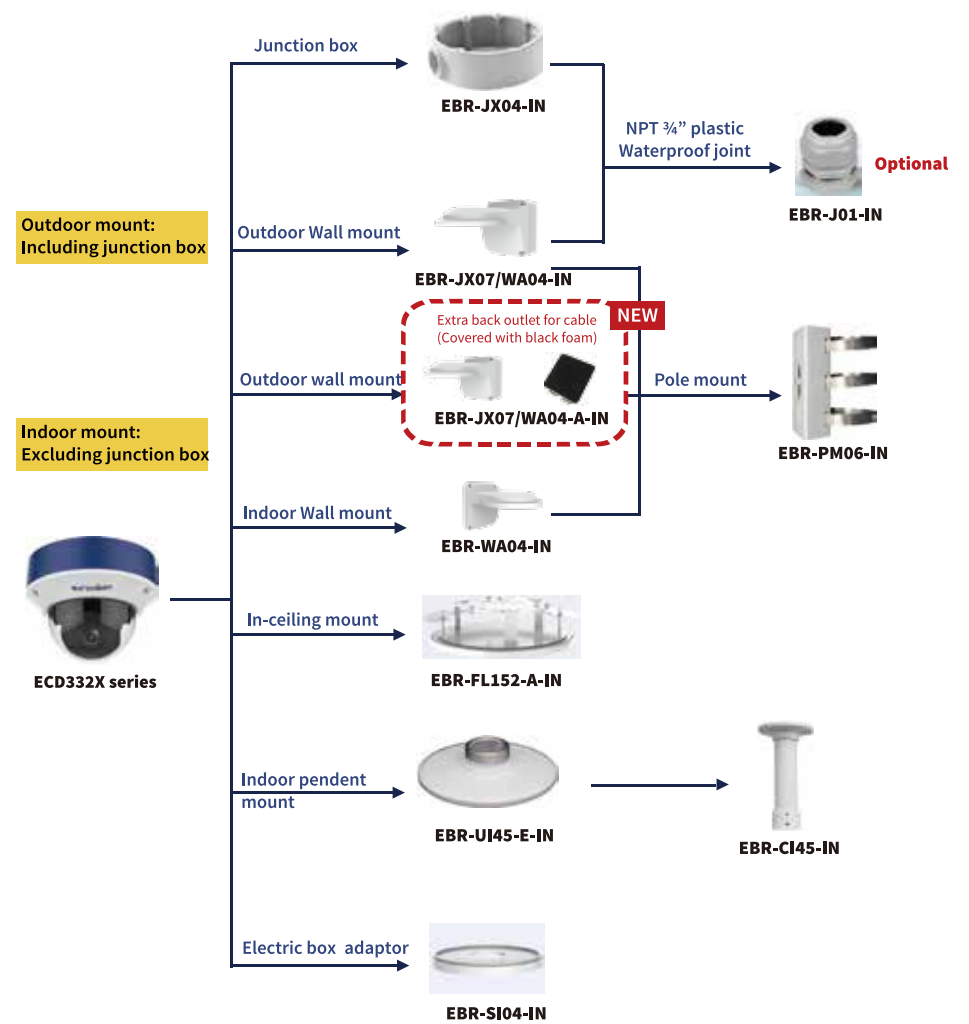 Junction box
EBR-JX04-IN
NPT ¾” plastic
Waterproof joint
Optional
EBR-J01-IN
Outdoor mount:
Including junction box
Outdoor Wall mount
EBR-JX07/WA04-IN
NEW
Extra back outlet for cable
(Covered with black foam)
Outdoor wall mount
EBR-JX07/WA04-A-IN
Pole mount
EBR-PM06-IN
Indoor mount:
Excluding junction box
Indoor Wall mount
EBR-WA04-IN
In-ceiling mount
EBR-FL152-A-IN
ECD332X series
Indoor pendent
mount
EBR-UI45-E-IN
EBR-CI45-IN
Electric box  adaptor
EBR-SI04-IN